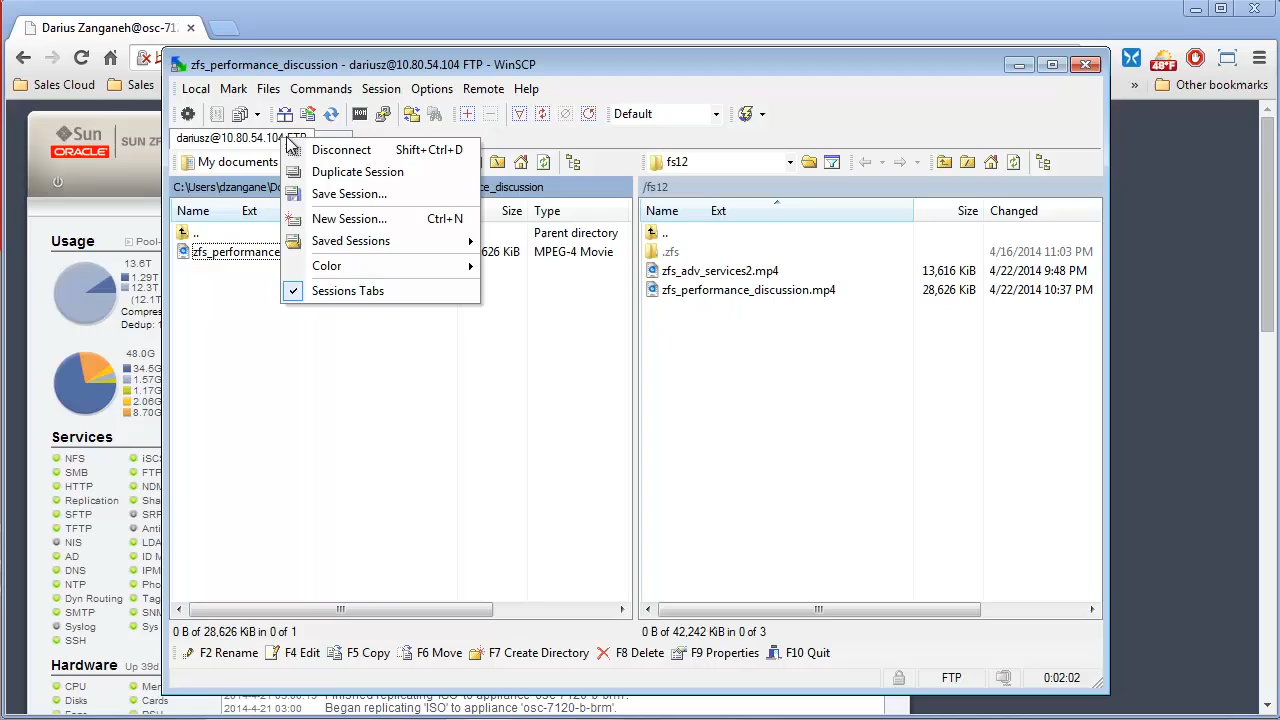 Darius Zanganeh@osc-71
Sales Cloud
Sales
48°F
»
Other bookmarks
zfs_performance_discussion - dariusz@10.80.54.104 FTP - WinSCP
Local Mark Files Commands Session Options Remote Help
Default
dariusz@10.80.54.104 FTP
My documents
fs12
C:\Users\dzangane\Do
ce_discussion
/fs12
Name Ext Size Type
Name Ext Size Changed
.. Parent directory
zfs_performance 626 KiB MPEG-4 Movie
..
.zfs 4/16/2014 11:03 PM
zfs_adv_services2.mp4 13,616 KiB 4/22/2014 9:48 PM
zfs_performance_discussion.mp4 28,626 KiB 4/22/2014 10:37 PM
Disconnect Shift+Ctrl+D
Duplicate Session
Save Session...
New Session... Ctrl+N
Saved Sessions
Color
Sessions Tabs
0 B of 28,626 KiB in 0 of 1
0 B of 42,242 KiB in 0 of 3
F2 Rename F4 Edit F5 Copy F6 Move F7 Create Directory F8 Delete F9 Properties F10 Quit
FTP 0:02:02
Sun
ORACLE
SUN ZF
Usage
Pool-
13.6T
1.29T
12.3T
Compres
Dedup: 1
48.0G
34.6G
1.57G
1.17G
2.06G
8.70G
Services
NFS iSC
SMB FTP
HTTP NDM
Replication Sha
SFTP SRF
TFTP Anti
NIS LDA
AD ID M
DNS IPM
NTP Pho
Dyn Routing Tag
SMTP SNM
Syslog Sys
SSH
Hardware
Up 39d
CPU Mer
Disks Cards
2014-4-21 03:00 Began replicating 'ISO' to appliance 'osc-7120-b-brm'.